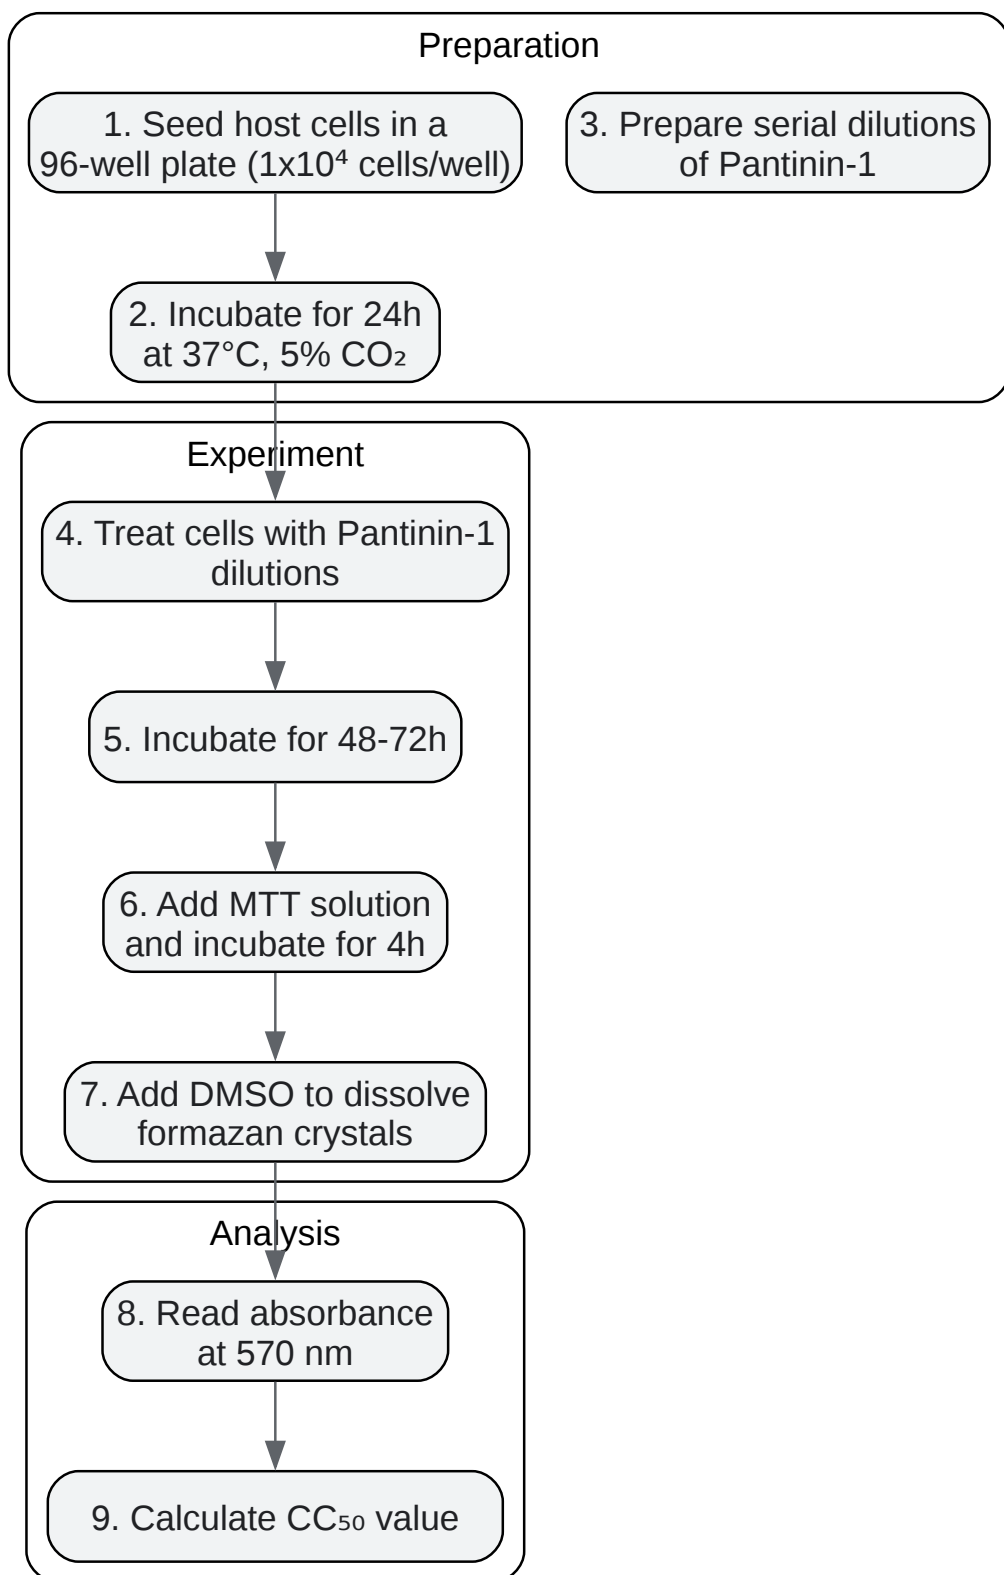 Preparation
1. Seed host cells in a
96-well plate (1x10⁴ cells/well)
3. Prepare serial dilutions
of Pantinin-1
2. Incubate for 24h
at 37°C, 5% CO₂
Experiment
4. Treat cells with Pantinin-1
dilutions
5. Incubate for 48-72h
6. Add MTT solution
and incubate for 4h
7. Add DMSO to dissolve
formazan crystals
Analysis
8. Read absorbance
at 570 nm
9. Calculate CC₅₀ value